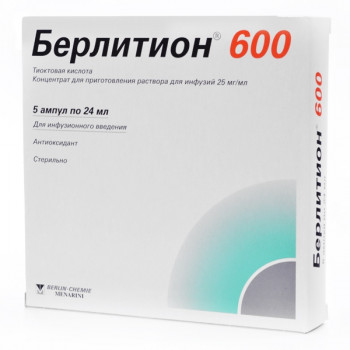 Берлитион® 600
Тиоктовая кислота
Концентрат для приготовления раствора для инфузий 25 мг/мл
5 ампул по 24 мл
Для инфузионного введения
Антиоксидант
Стерильно
BERLIN-CHEMIE
MENARINI
Берлитион® 600